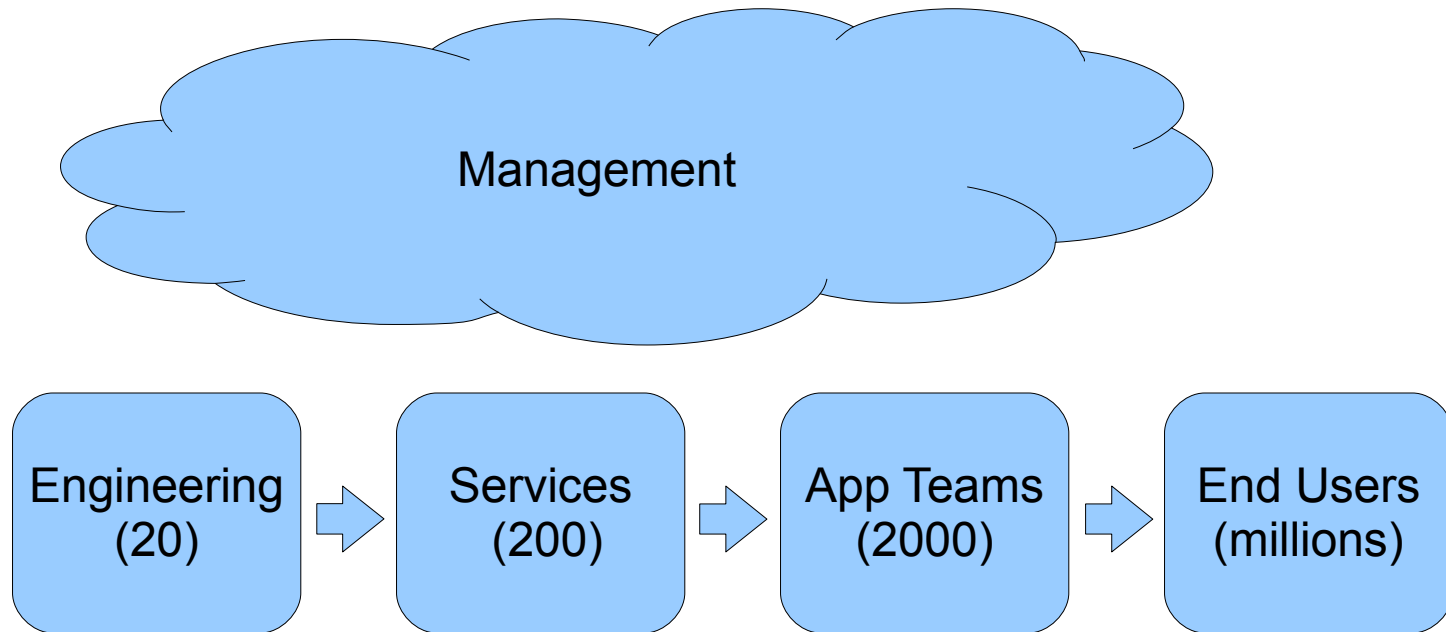 Management
Engineering
(20)
Services
(200)
App Teams
(2000)
End Users
(millions)